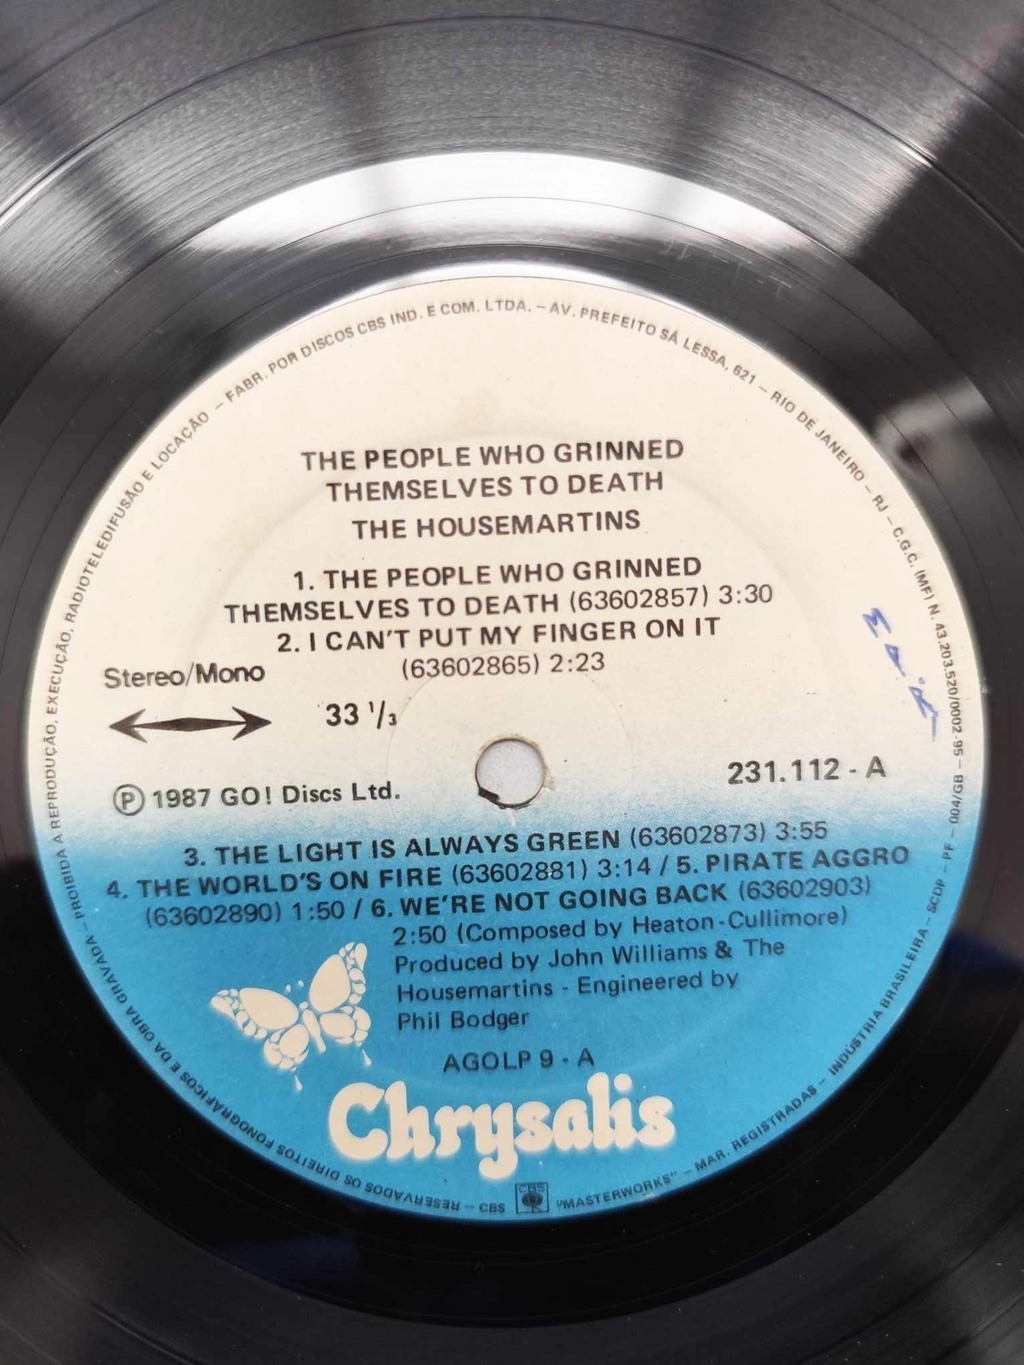 THE PEOPLE WHO GRINNED
THEMSELVES TO DEATH
THE HOUSEMARTINS
1. THE PEOPLE WHO GRINNED
THEMSELVES TO DEATH (63602857) 3:30
2. I CAN'T PUT MY FINGER ON IT
(63602865) 2:23
Stereo/Mono
33 1/3
Ⓟ 1987 GO! Discs Ltd.
231.112 - A
3. THE LIGHT IS ALWAYS GREEN (63602873) 3:55
4. THE WORLD'S ON FIRE (63602881) 3:14 / 5. PIRATE AGGRO
(63602890) 1:50 / 6. WE'RE NOT GOING BACK (63602903)
2:50 (Composed by Heaton-Cullimore)
Produced by John Williams & The
Housemartins - Engineered by
Phil Bodger
AGOLP 9 - A
Chrysalis
CBS
RESERVADOS OS DIREITOS FONOGRÁFICOS E DA OBRA GRAVADA – PROIBIDA A REPRODUÇÃO, EXECUÇÃO, RADIOTELEDIFUSÃO E LOCAÇÃO – FABR. POR DISCOS CBS IND. E COM. LTDA. – AV. PREFEITO SÁ LESSA, 621 – RIO DE JANEIRO – RJ – C.G.C. (MF) N. 43.203.520/0002-95 – 004/GB – PF – SCDP – INDÚSTRIA BRASILEIRA – MAR. REGISTRADAS – "MASTERWORKS" CBS –